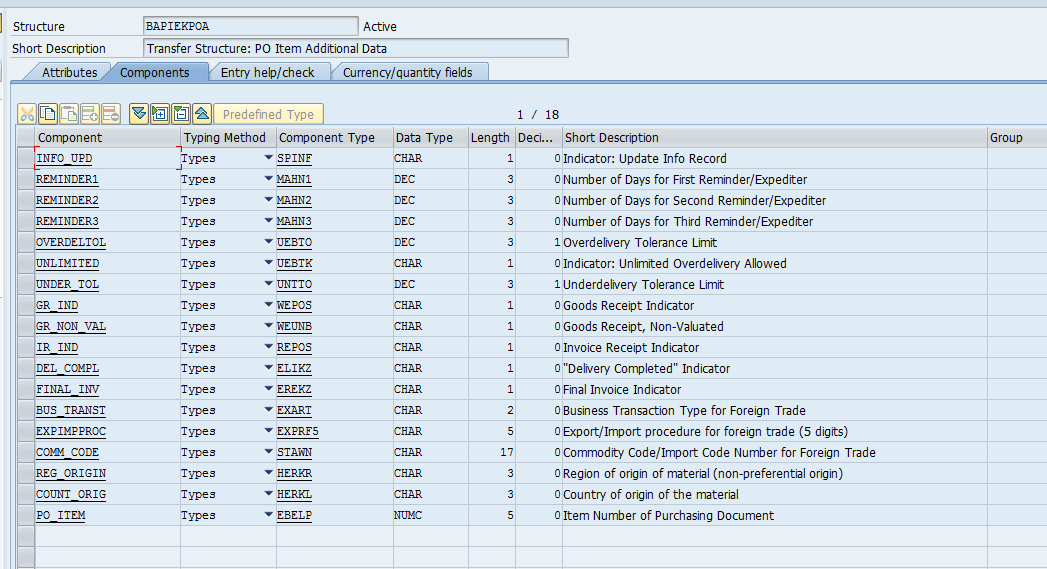 Structure BAPIEKPOA Active
Short Description Transfer Structure: PO Item Additional Data
Attributes Components Entry help/check Currency/quantity fields
Predefined Type 1 / 18
Component Typing Method Component Type Data Type Length Deci... Short Description Group
INFO_UPD Types SPINF CHAR 1 0 Indicator: Update Info Record
REMINDER1 Types MAHN1 DEC 3 0 Number of Days for First Reminder/Expediter
REMINDER2 Types MAHN2 DEC 3 0 Number of Days for Second Reminder/Expediter
REMINDER3 Types MAHN3 DEC 3 0 Number of Days for Third Reminder/Expediter
OVERDELTOL Types UEBTO DEC 3 1 Overdelivery Tolerance Limit
UNLIMITED Types UEBTK CHAR 1 0 Indicator: Unlimited Overdelivery Allowed
UNDER_TOL Types UNTTO DEC 3 1 Underdelivery Tolerance Limit
GR_IND Types WEPOS CHAR 1 0 Goods Receipt Indicator
GR_NON_VAL Types WEUNB CHAR 1 0 Goods Receipt, Non-Valuated
IR_IND Types REPOS CHAR 1 0 Invoice Receipt Indicator
DEL_COMPL Types ELIKZ CHAR 1 0 "Delivery Completed" Indicator
FINAL_INV Types EREKZ CHAR 1 0 Final Invoice Indicator
BUS_TRANST Types EXART CHAR 2 0 Business Transaction Type for Foreign Trade
EXPIMPPROC Types EXPRF5 CHAR 5 0 Export/Import procedure for foreign trade (5 digits)
COMM_CODE Types STAWN CHAR 17 0 Commodity Code/Import Code Number for Foreign Trade
REG_ORIGIN Types HERKR CHAR 3 0 Region of origin of material (non-preferential origin)
COUNT_ORIG Types HERKL CHAR 3 0 Country of origin of the material
PO_ITEM Types EBELP NUMC 5 0 Item Number of Purchasing Document